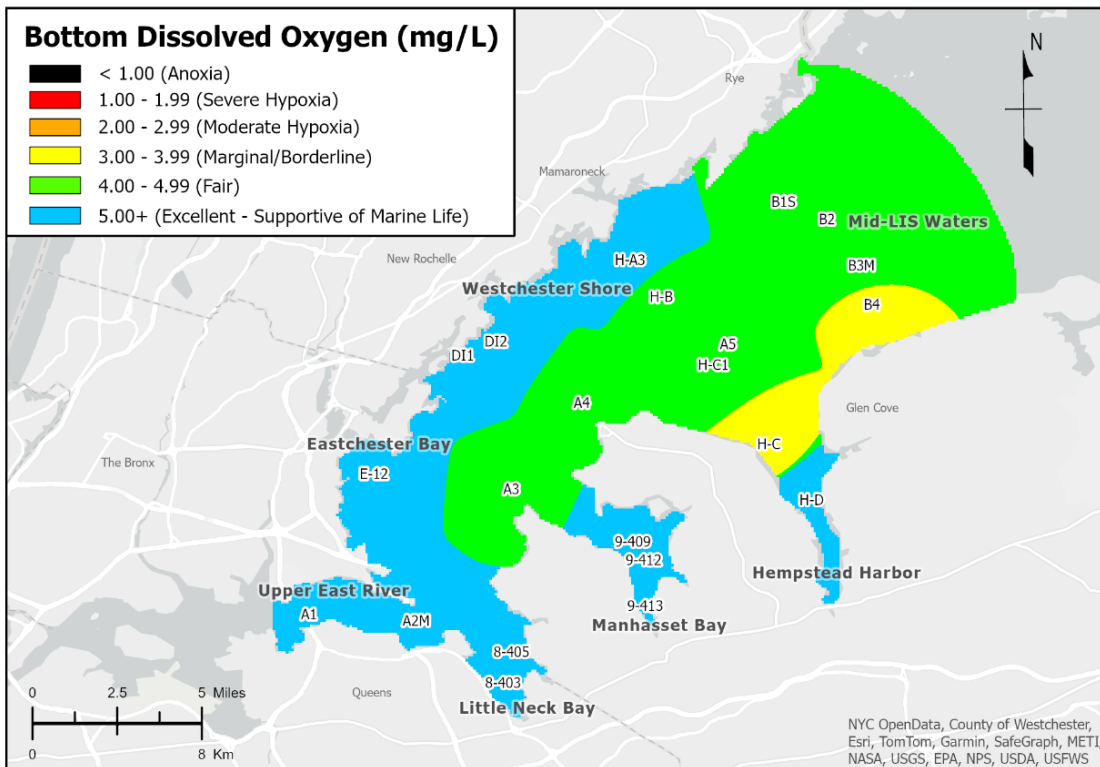 Bottom Dissolved Oxygen (mg/L)
< 1.00 (Anoxia)
1.00 - 1.99 (Severe Hypoxia)
2.00 - 2.99 (Moderate Hypoxia)
3.00 - 3.99 (Marginal/Borderline)
4.00 - 4.99 (Fair)
5.00+ (Excellent - Supportive of Marine Life)
N
Rye
Mamaroneck
B1S
B2
Mid-LIS Waters
New Rochelle
H-A3
B3M
Westchester Shore
H-B
B4
DI2
DI1
A5
H-C1
A4
Glen Cove
Eastchester Bay
H-C
The Bronx
E-12
A3
H-D
9-409
9-412
Hempstead Harbor
Upper East River
A1
A2M
9-413
Manhasset Bay
8-405
8-403
Queens
Little Neck Bay
0 2.5 5 Miles
0 8 Km
NYC OpenData, County of Westchester,
Esri, TomTom, Garmin, SafeGraph, METI/
NASA, USGS, EPA, NPS, USDA, USFWS